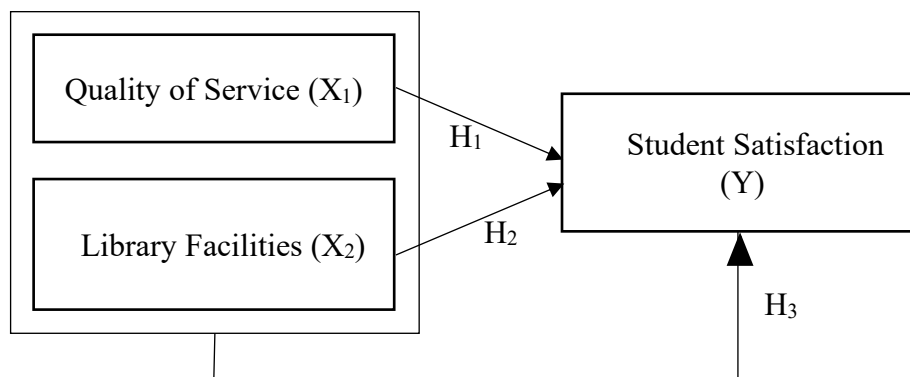 Quality of Service (X₁)
H₁
Student Satisfaction
(Y)
Library Facilities (X₂)
H₂
H₃